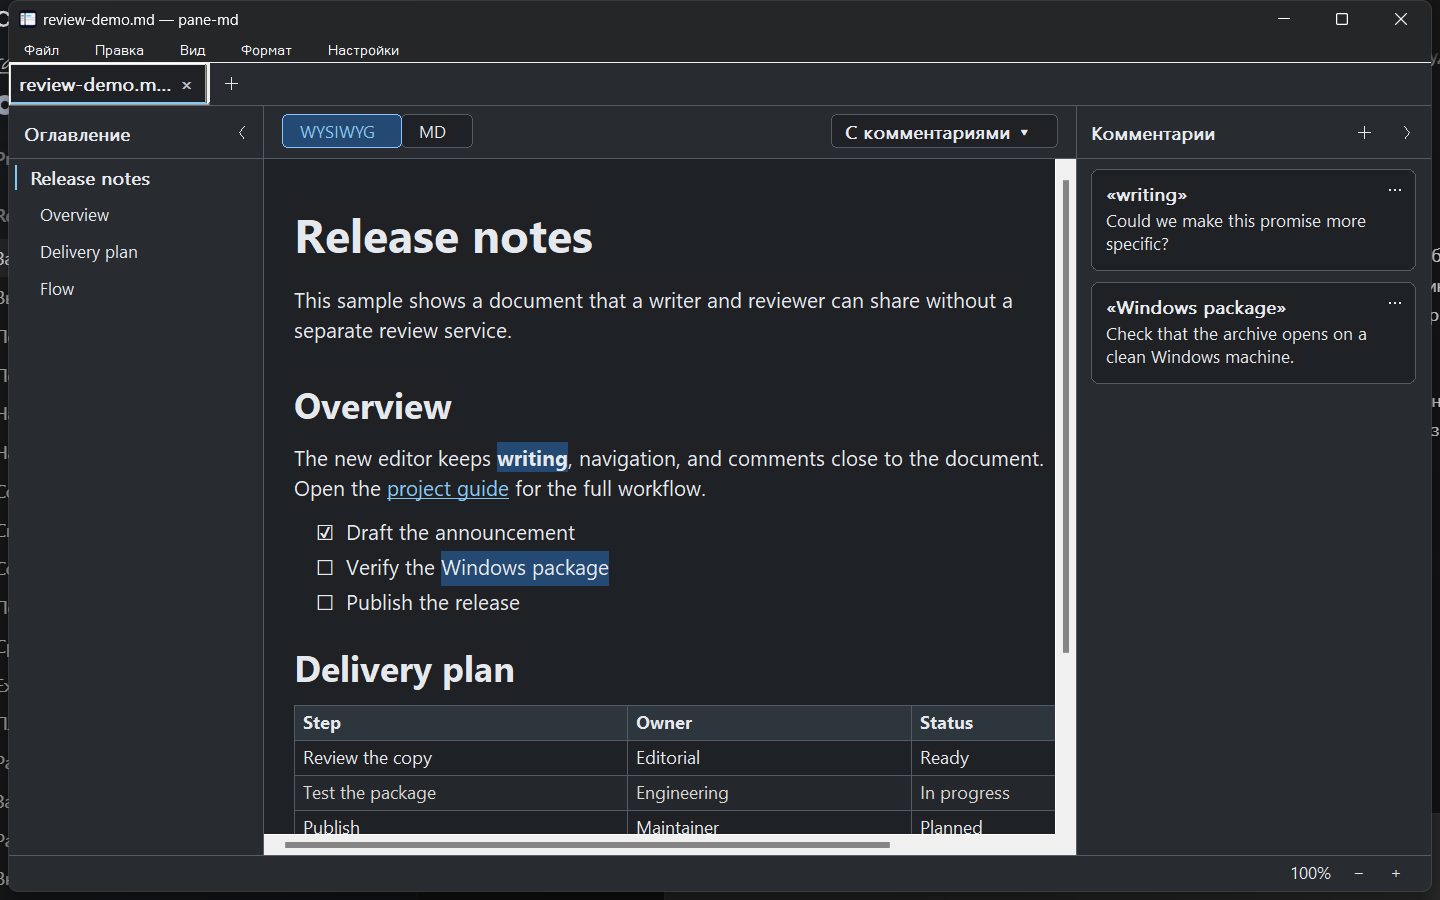 review-demo.md — pane-md
Файл Правка Вид Формат Настройки
review-demo.m... × +
Оглавление
Release notes
Overview
Delivery plan
Flow
WYSIWYG MD С комментариями ▼
Release notes
This sample shows a document that a writer and reviewer can share without a
separate review service.
Overview
The new editor keeps writing, navigation, and comments close to the document.
Open the project guide for the full workflow.
☑ Draft the announcement
☐ Verify the Windows package
☐ Publish the release
Delivery plan
Step Owner Status
Review the copy Editorial Ready
Test the package Engineering In progress
Publish Maintainer Planned
Комментарии +
«writing» ...
Could we make this promise more
specific?
«Windows package» ...
Check that the archive opens on a
clean Windows machine.
100% − +